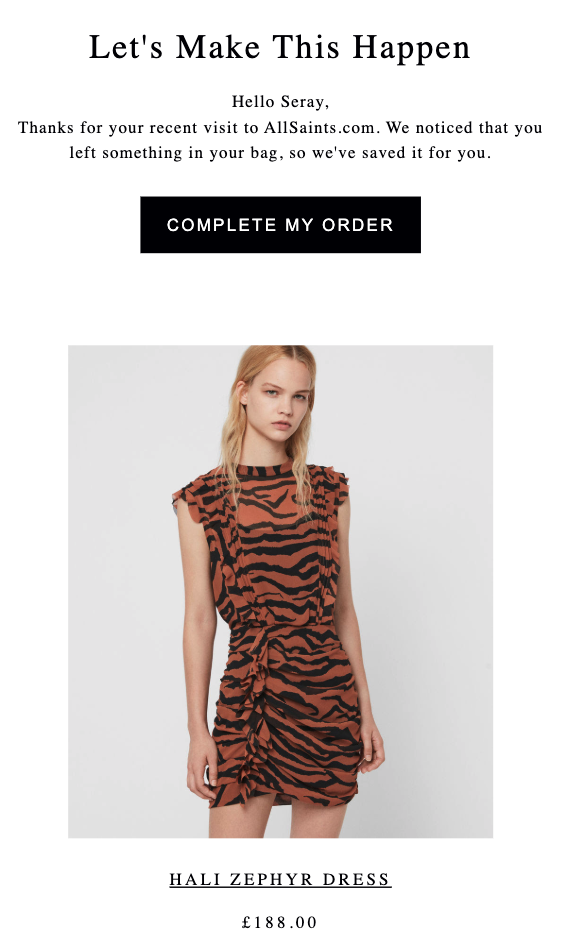 Let's Make This Happen
Hello Seray,
Thanks for your recent visit to AllSaints.com. We noticed that you
left something in your bag, so we've saved it for you.
COMPLETE MY ORDER
HALI ZEPHYR DRESS
£188.00